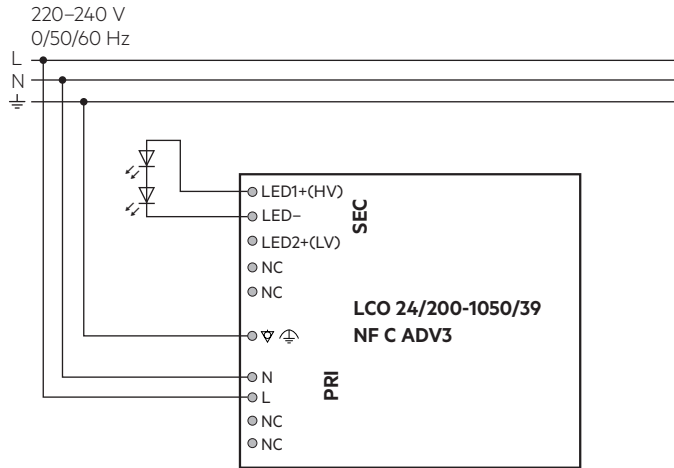 220–240 V
0/50/60 Hz
L
N
LED1+(HV)
LED–
LED2+(LV)
NC
NC
SEC
LCO 24/200-1050/39
NF C ADV3
N
L
NC
NC
PRI